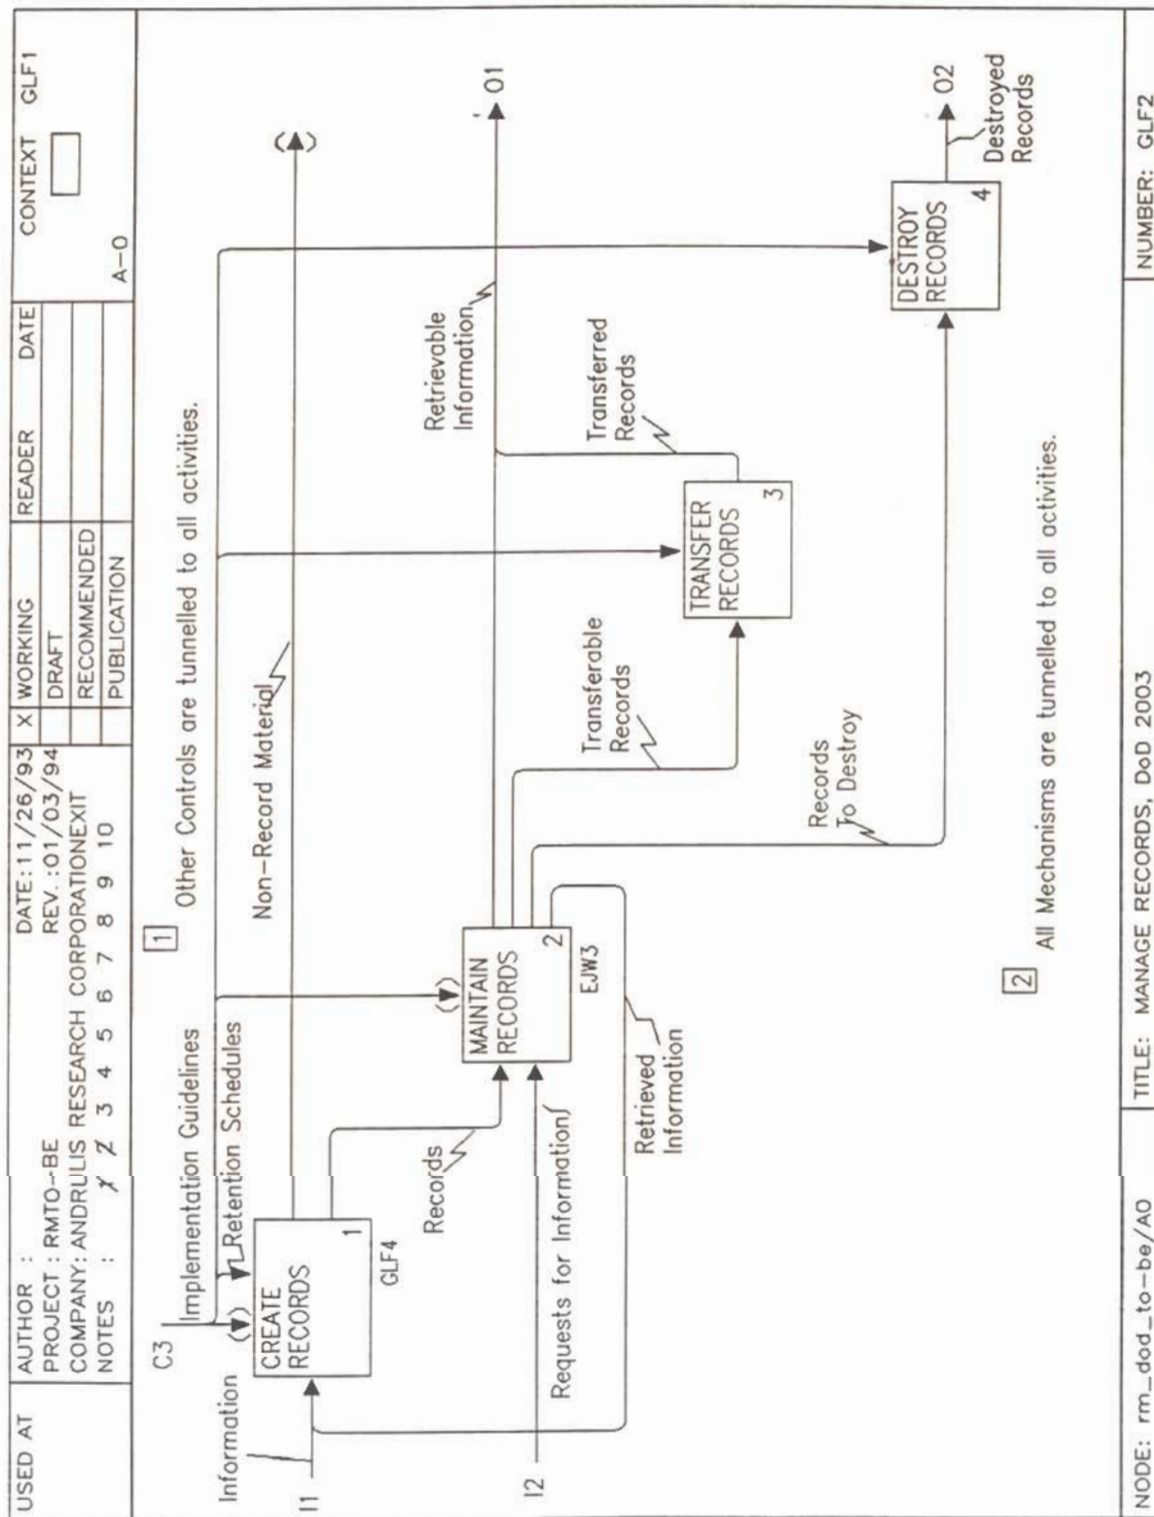 USED AT
AUTHOR :
DATE: 11/26/93
X WORKING
READER
DATE
CONTEXT GLF1
PROJECT : RMTO-BE
REV. :01/03/94
DRAFT
COMPANY: ANDRULIS RESEARCH CORPORATIONEXIT
RECOMMENDED
NOTES : 1 2 3 4 5 6 7 8 9 10
PUBLICATION
A-0
C3
Implementation Guidelines
1
Other Controls are tunnelled to all activities.
Retention Schedules
Information
I1
CREATE
RECORDS
1
GLF4
Non-Record Material
( )
( )
Records
I2
Requests for Information
MAINTAIN
RECORDS
2
EJW3
( )
Retrieved
Information
Retrievable
Information
O1
Transferable
Records
TRANSFER
RECORDS
3
Transferred
Records
Records
To Destroy
DESTROY
RECORDS
4
O2
Destroyed
Records
2
All Mechanisms are tunnelled to all activities.
NODE: rm_dod_to-be/A0
TITLE: MANAGE RECORDS, DoD 2003
NUMBER: GLF2